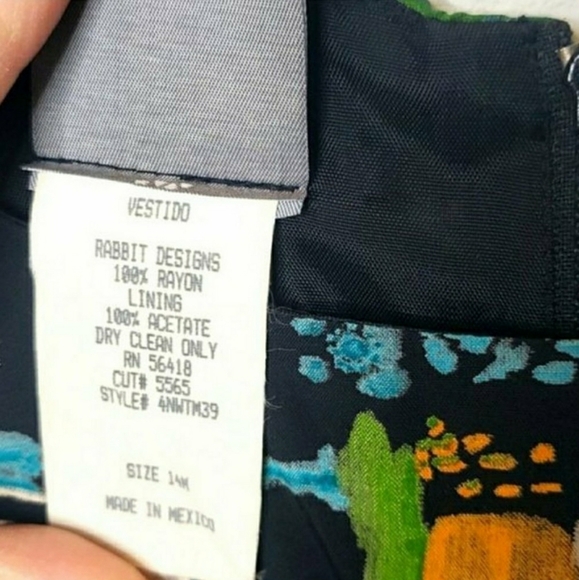 VESTIDO
RABBIT DESIGNS
100% RAYON
LINING
100% ACETATE
DRY CLEAN ONLY
RN 56418
CUT# 5565
STYLE# 4NWTM39
SIZE 14W
MADE IN MEXICO